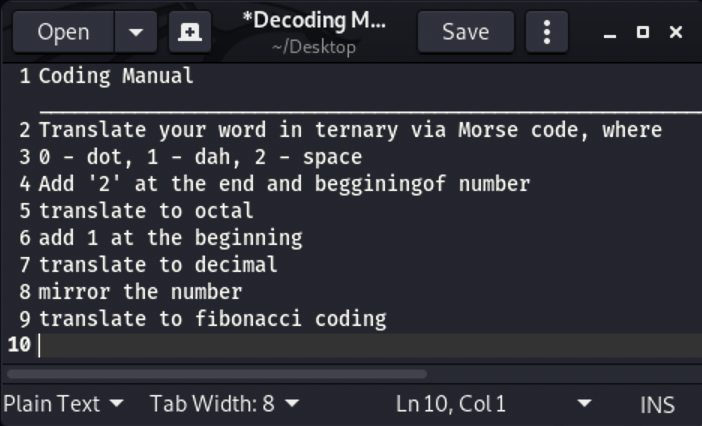 Open
*Decoding M...
~/Desktop
Save
1 Coding Manual
2 Translate your word in ternary via Morse code, where
3 0 - dot, 1 - dah, 2 - space
4 Add '2' at the end and begginingof number
5 translate to octal
6 add 1 at the beginning
7 translate to decimal
8 mirror the number
9 translate to fibonacci coding
10
Plain Text Tab Width: 8 Ln 10, Col 1 INS